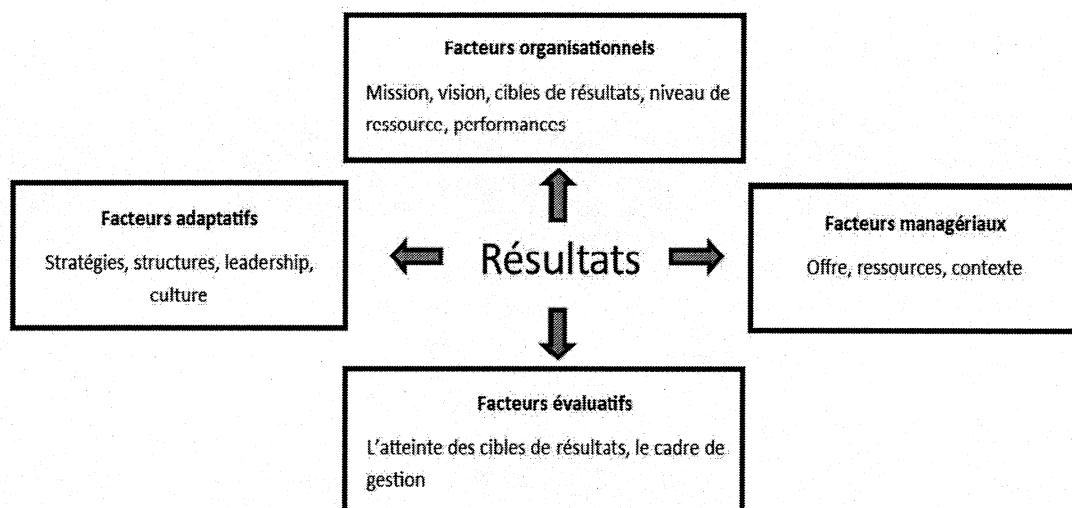 Facteurs organisationnels
Mission, vision, cibles de résultats, niveau de
ressource, performances
Facteurs adaptatifs
Stratégies, structures, leadership,
culture
Résultats
Facteurs managériaux
Offre, ressources, contexte
Facteurs évaluatifs
L'atteinte des cibles de résultats, le cadre de
gestion